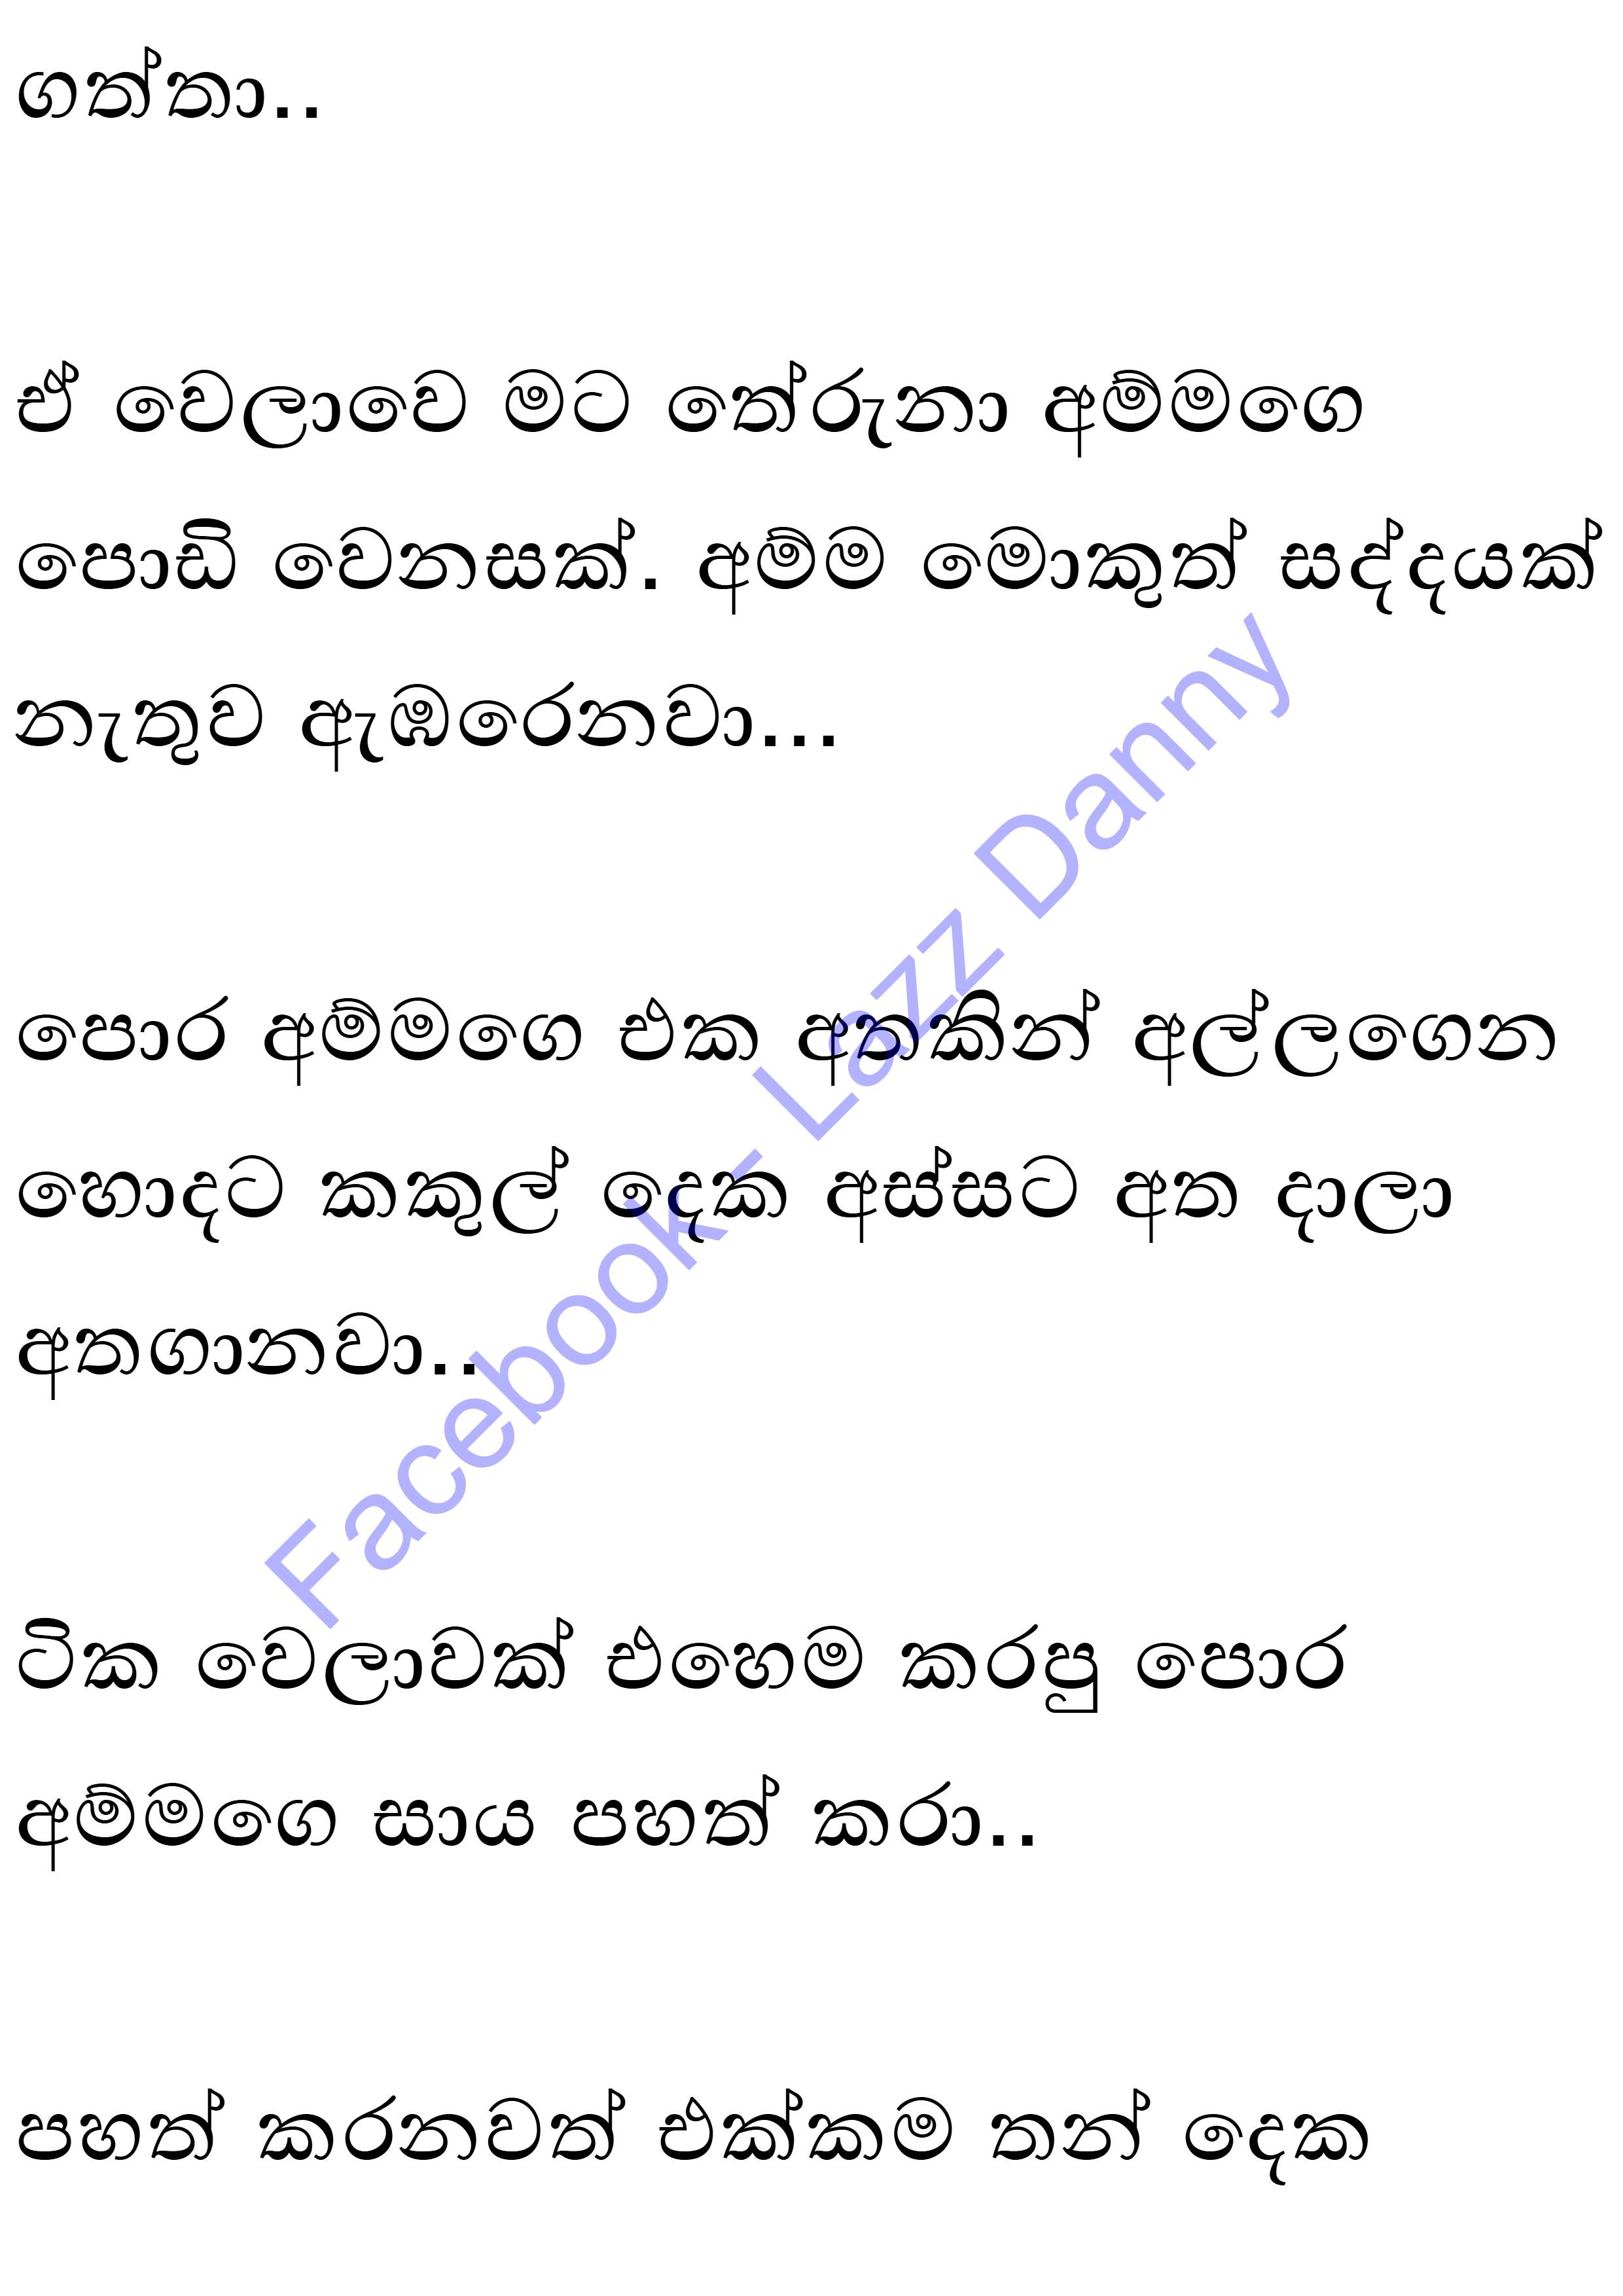 ගත්තා..
ඒ වෙලාවෙ මට තේරුනා අම්මගෙ
පොඩි වෙනසක්. අම්ම මොකුත් සද්දයක්
නැතුව ඇඹරෙනවා...
පොර අම්මගෙ එක අතකින් අල්ලගෙන
හොදට කකුල් දෙක අස්සට අත දාලා
අතගානවා..
ටික වෙලාවක් එහෙම කරපු පොර
අම්මගෙ සාය පහත් කරා..
පහත් කරනවත් එක්කම තන් දෙක
Facebook- Lazz Danny